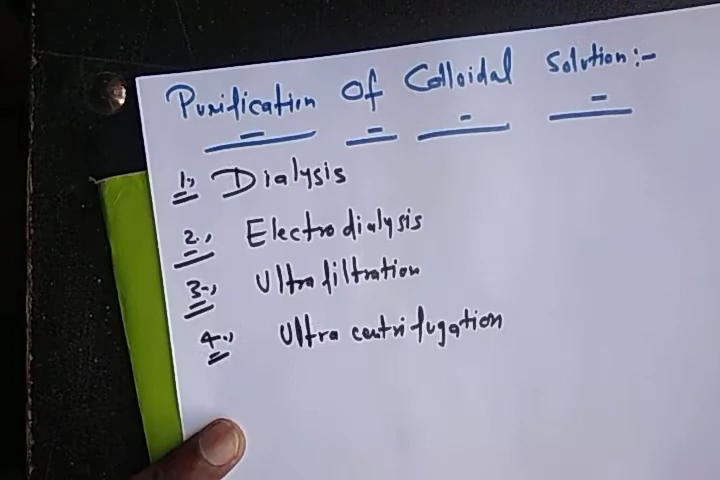 Purification Of Colloidal Solution:-
1., Dialysis
2., Electrodialysis
3., Ultrafiltration
4., Ultra centrifugation